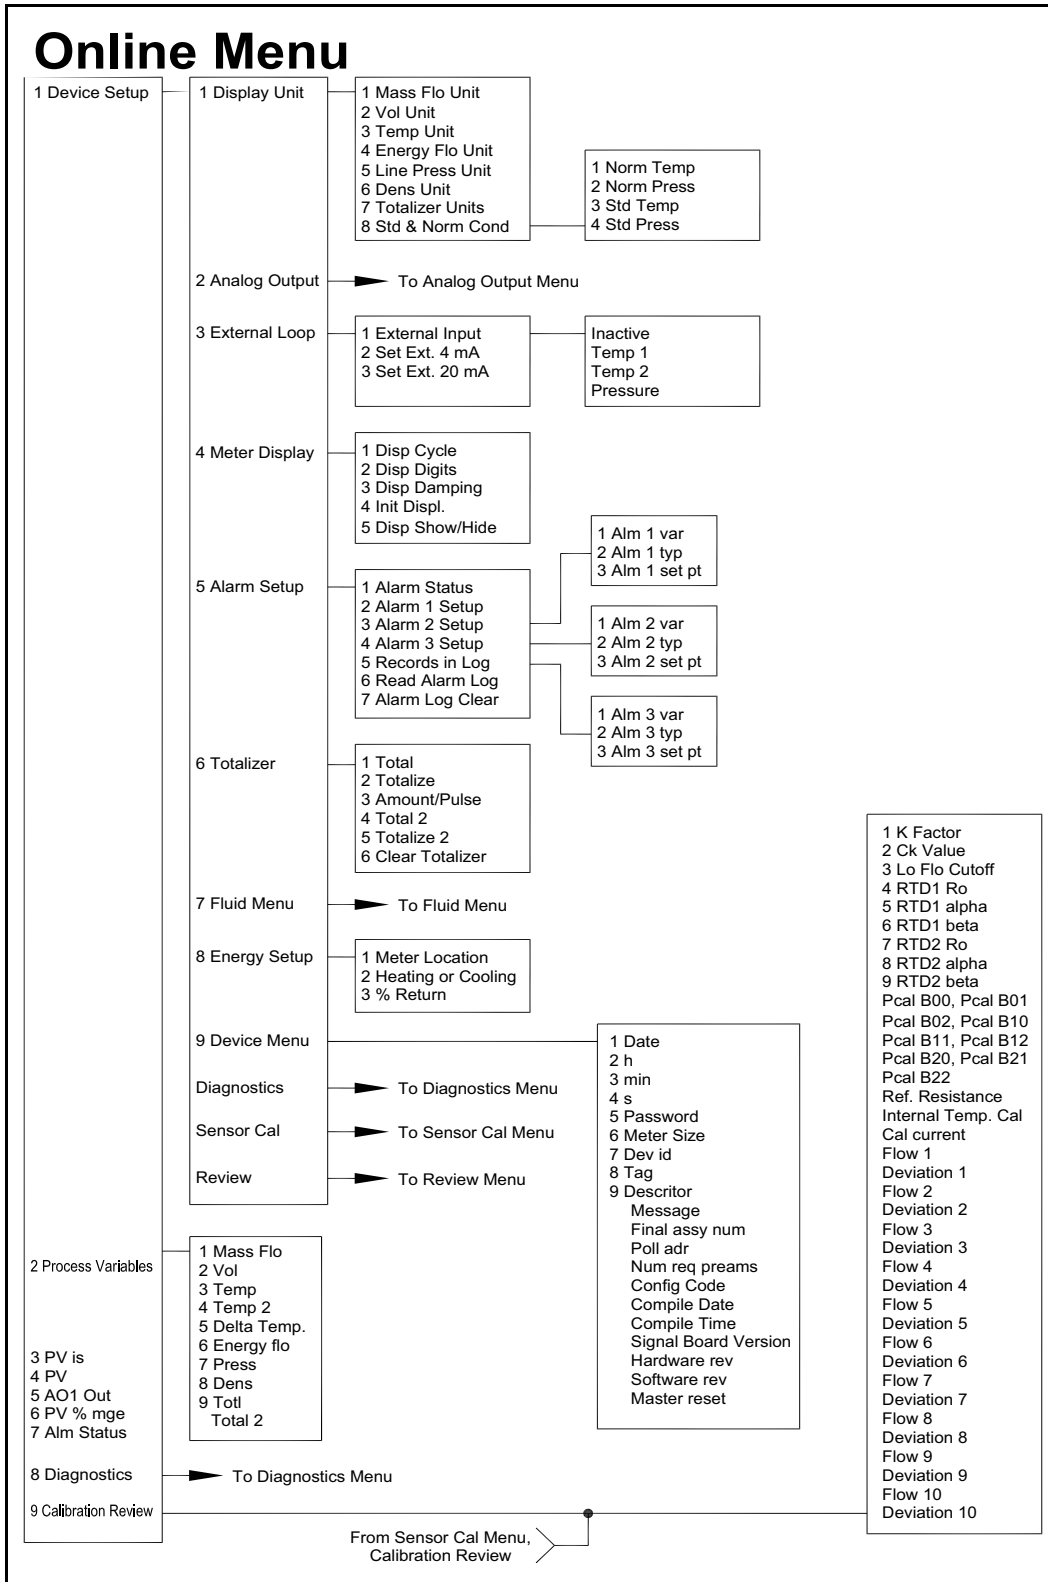 Online Menu
1 Device Setup
1 Display Unit
1 Mass Flo Unit
2 Vol Unit
3 Temp Unit
4 Energy Flo Unit
5 Line Press Unit
6 Dens Unit
7 Totalizer Units
8 Std & Norm Cond
1 Norm Temp
2 Norm Press
3 Std Temp
4 Std Press
2 Analog Output
To Analog Output Menu
3 External Loop
1 External Input
2 Set Ext. 4 mA
3 Set Ext. 20 mA
Inactive
Temp 1
Temp 2
Pressure
4 Meter Display
1 Disp Cycle
2 Disp Digits
3 Disp Damping
4 Init Displ.
5 Disp Show/Hide
5 Alarm Setup
1 Alarm Status
2 Alarm 1 Setup
3 Alarm 2 Setup
4 Alarm 3 Setup
5 Records in Log
6 Read Alarm Log
7 Alarm Log Clear
1 Alm 1 var
2 Alm 1 typ
3 Alm 1 set pt
1 Alm 2 var
2 Alm 2 typ
3 Alm 2 set pt
1 Alm 3 var
2 Alm 3 typ
3 Alm 3 set pt
6 Totalizer
1 Total
2 Totalize
3 Amount/Pulse
4 Total 2
5 Totalize 2
6 Clear Totalizer
7 Fluid Menu
To Fluid Menu
8 Energy Setup
1 Meter Location
2 Heating or Cooling
3 % Return
9 Device Menu
1 Date
2 h
3 min
4 s
5 Password
6 Meter Size
7 Dev id
8 Tag
9 Descritor
Message
Final assy num
Poll adr
Num req preams
Config Code
Compile Date
Compile Time
Signal Board Version
Hardware rev
Software rev
Master reset
Diagnostics
To Diagnostics Menu
Sensor Cal
To Sensor Cal Menu
Review
To Review Menu
2 Process Variables
1 Mass Flo
2 Vol
3 Temp
4 Temp 2
5 Delta Temp.
6 Energy flo
7 Press
8 Dens
9 Totl
Total 2
3 PV is
4 PV
5 AO1 Out
6 PV % mge
7 Alm Status
8 Diagnostics
To Diagnostics Menu
9 Calibration Review
From Sensor Cal Menu,
Calibration Review
1 K Factor
2 Ck Value
3 Lo Flo Cutoff
4 RTD1 Ro
5 RTD1 alpha
6 RTD1 beta
7 RTD2 Ro
8 RTD2 alpha
9 RTD2 beta
Pcal B00, Pcal B01
Pcal B02, Pcal B10
Pcal B11, Pcal B12
Pcal B20, Pcal B21
Pcal B22
Ref. Resistance
Internal Temp. Cal
Cal current
Flow 1
Deviation 1
Flow 2
Deviation 2
Flow 3
Deviation 3
Flow 4
Deviation 4
Flow 5
Deviation 5
Flow 6
Deviation 6
Flow 7
Deviation 7
Flow 8
Deviation 8
Flow 9
Deviation 9
Flow 10
Deviation 10